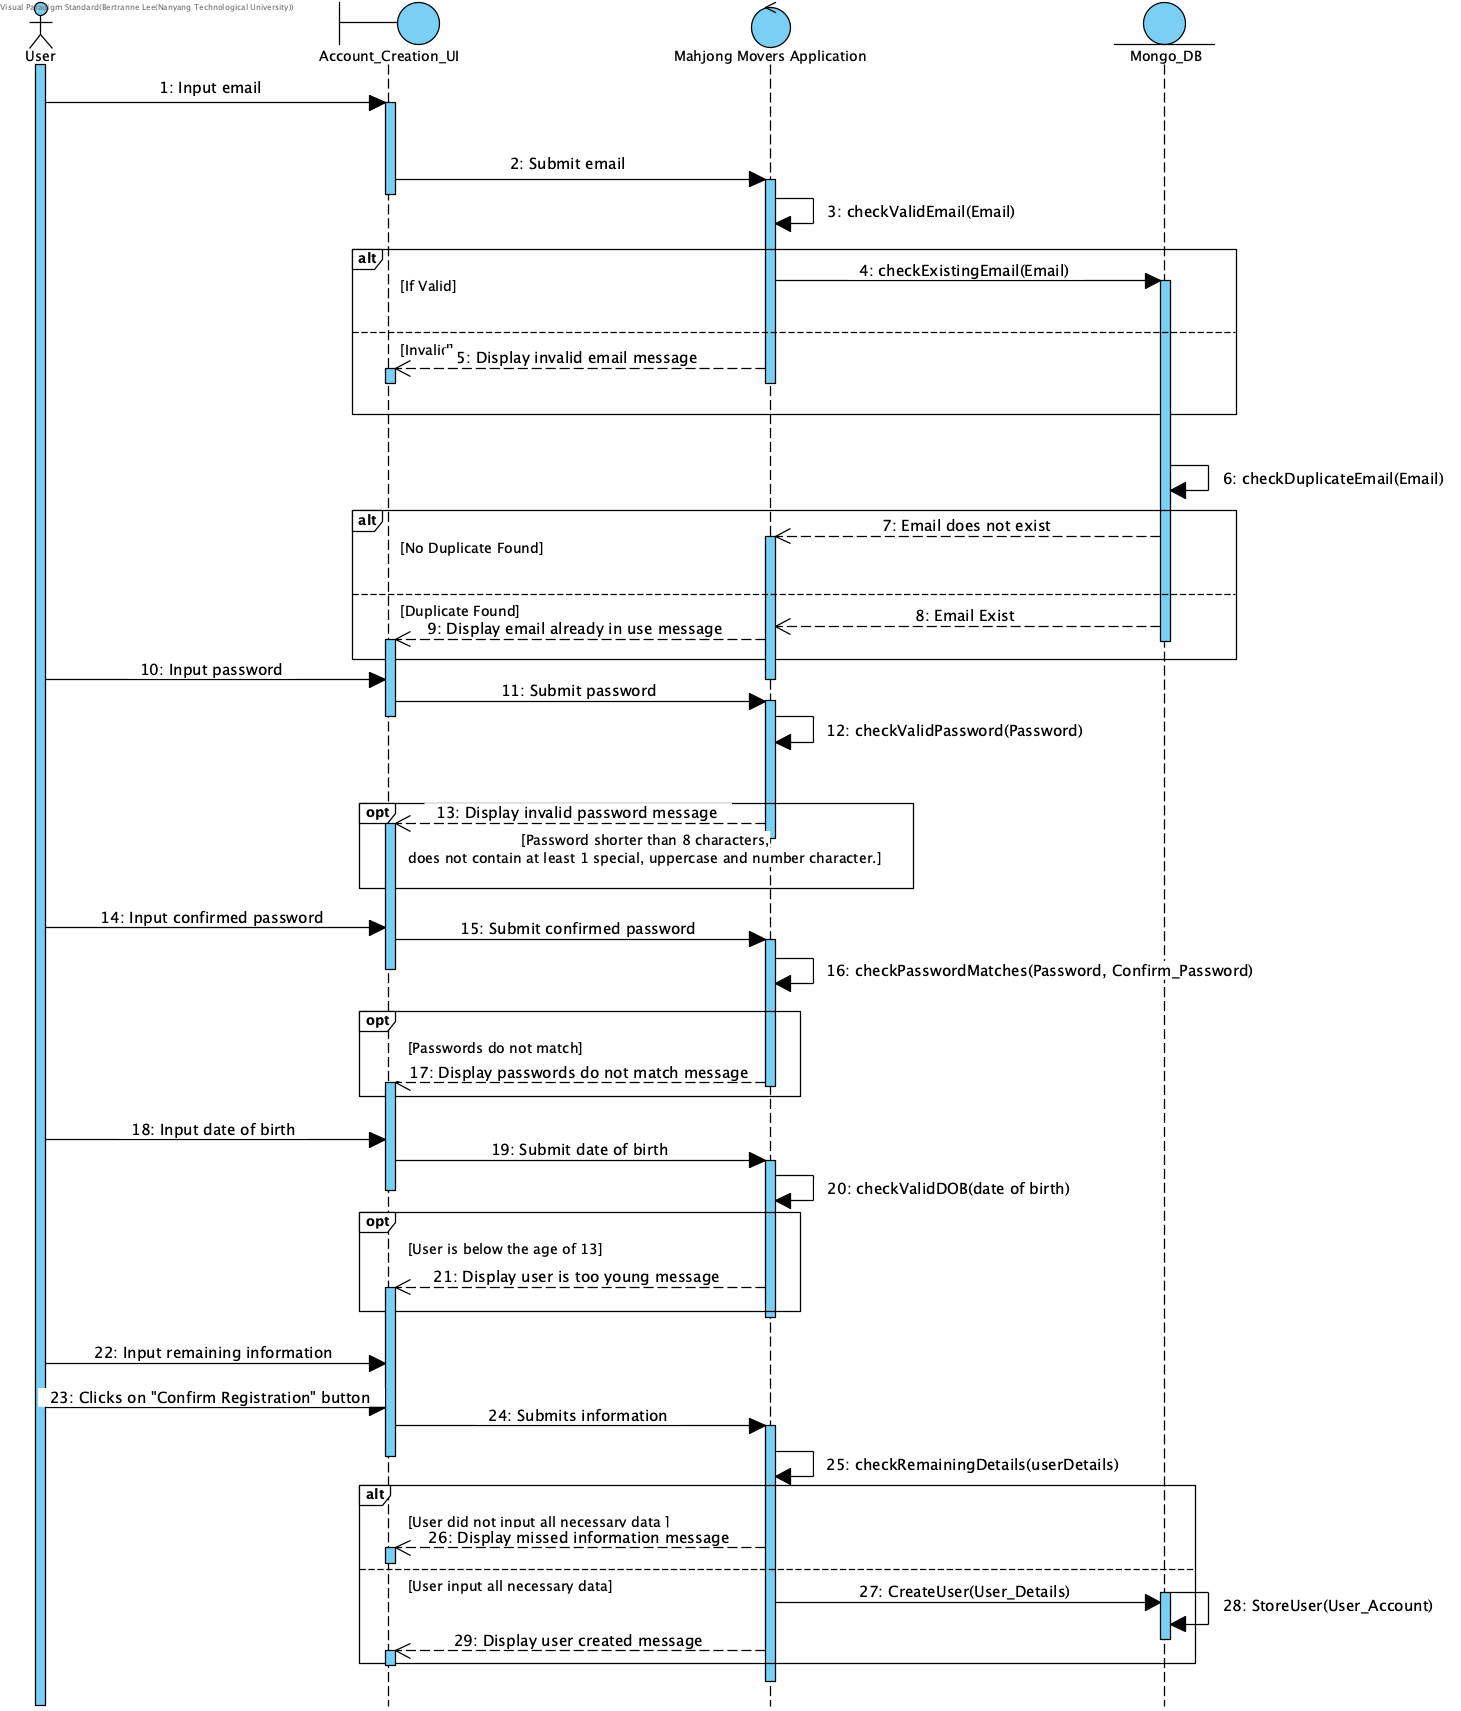 Visual Paradigm Standard(Bertranne Lee(Nanyang Technological University))
User
Account_Creation_UI
Mahjong Movers Application
Mongo_DB
1: Input email
2: Submit email
3: checkValidEmail(Email)
alt
4: checkExistingEmail(Email)
[If Valid]
[Invalid]
5: Display invalid email message
6: checkDuplicateEmail(Email)
alt
7: Email does not exist
[No Duplicate Found]
[Duplicate Found]
8: Email Exist
9: Display email already in use message
10: Input password
11: Submit password
12: checkValidPassword(Password)
opt
13: Display invalid password message
[Password shorter than 8 characters,
does not contain at least 1 special, uppercase and number character.]
14: Input confirmed password
15: Submit confirmed password
16: checkPasswordMatches(Password, Confirm_Password)
opt
[Passwords do not match]
17: Display passwords do not match message
18: Input date of birth
19: Submit date of birth
20: checkValidDOB(date of birth)
opt
[User is below the age of 13]
21: Display user is too young message
22: Input remaining information
23: Clicks on "Confirm Registration" button
24: Submits information
25: checkRemainingDetails(userDetails)
alt
[User did not input all necessary data ]
26: Display missed information message
[User input all necessary data]
27: CreateUser(User_Details)
28: StoreUser(User_Account)
29: Display user created message